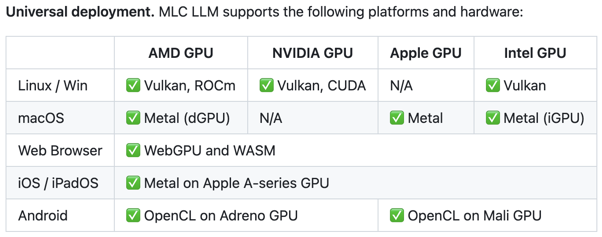 Universal deployment. MLC LLM supports the following platforms and hardware:
AMD GPU NVIDIA GPU Apple GPU Intel GPU
Linux / Win ✅ Vulkan, ROCm ✅ Vulkan, CUDA N/A ✅ Vulkan
macOS ✅ Metal (dGPU) N/A ✅ Metal ✅ Metal (iGPU)
Web Browser ✅ WebGPU and WASM
iOS / iPadOS ✅ Metal on Apple A-series GPU
Android ✅ OpenCL on Adreno GPU ✅ OpenCL on Mali GPU